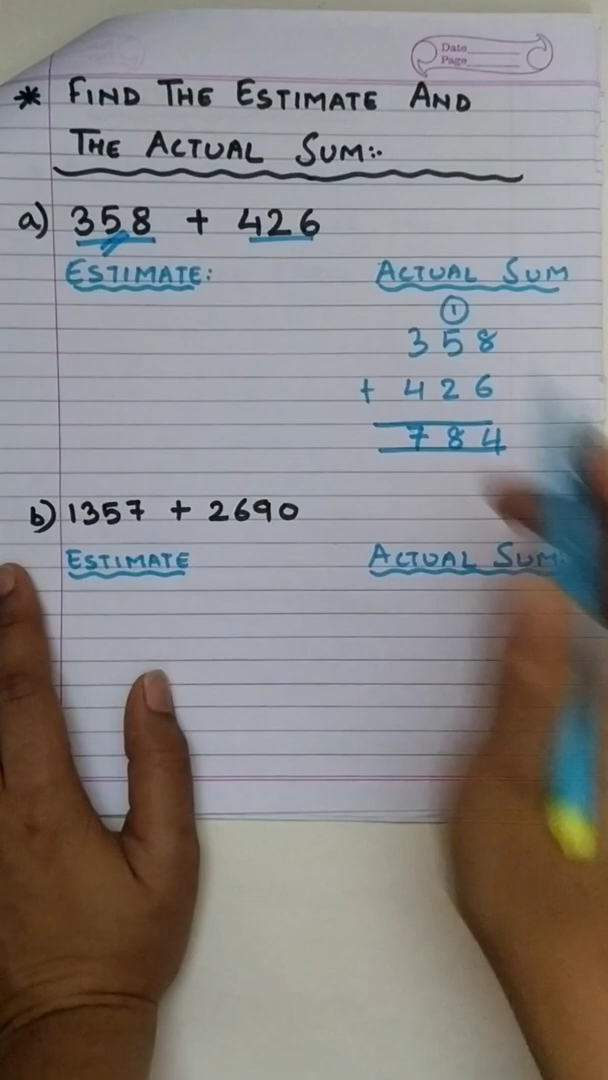 Date
Page
* FIND THE ESTIMATE AND
THE ACTUAL SUM:.
a) 358 + 426
ESTIMATE:
ACTUAL SUM
1
358
+ 426
784
b) 1357 + 2690
ESTIMATE
ACTUAL SUM: